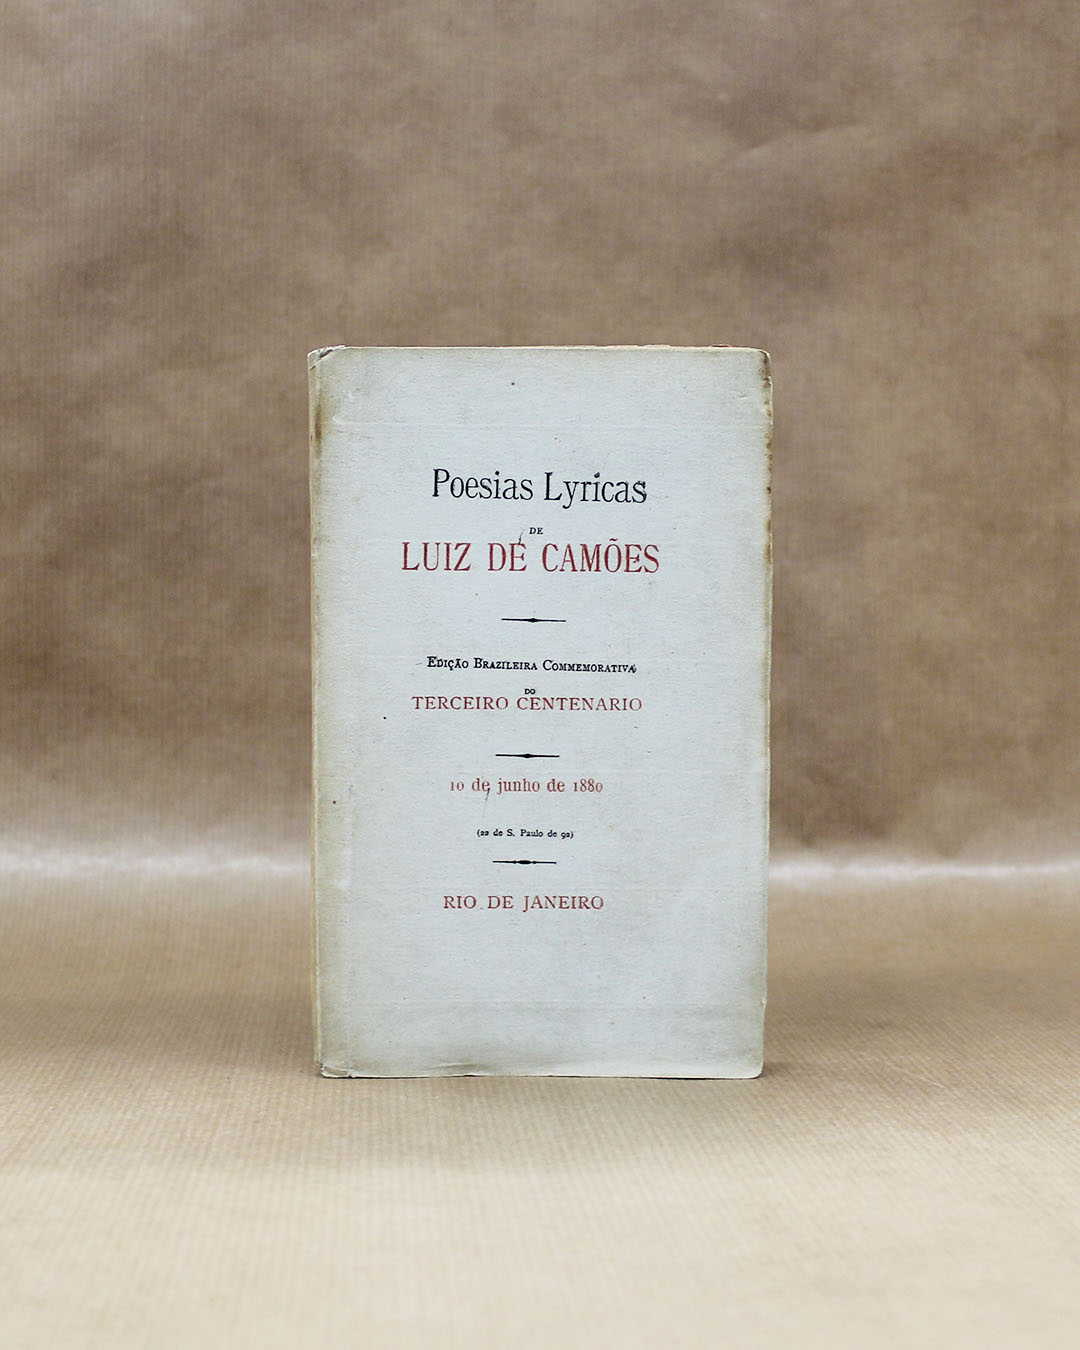 Poesias Lyricas
DE
LUIZ DE CAMÕES
EDIÇÃO BRAZILEIRA COMMEMORATIVA
DO
TERCEIRO CENTENARIO
10 de junho de 1880
(22 de S. Paulo de 92)
RIO DE JANEIRO